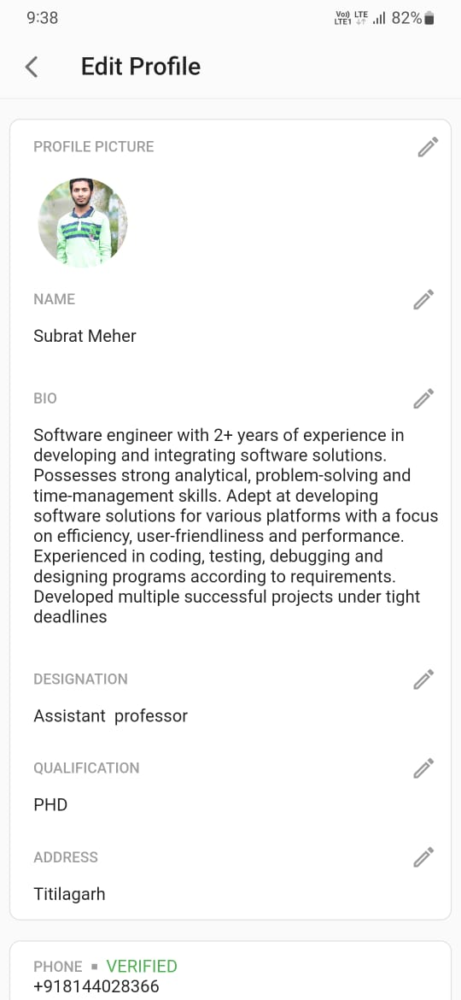 9:38
Vo)) LTE
LTE1
82%
Edit Profile
PROFILE PICTURE
NAME
Subrat Meher
BIO
Software engineer with 2+ years of experience in
developing and integrating software solutions.
Possesses strong analytical, problem-solving and
time-management skills. Adept at developing
software solutions for various platforms with a focus
on efficiency, user-friendliness and performance.
Experienced in coding, testing, debugging and
designing programs according to requirements.
Developed multiple successful projects under tight
deadlines
DESIGNATION
Assistant  professor
QUALIFICATION
PHD
ADDRESS
Titilagarh
PHONE ▪ VERIFIED
+918144028366